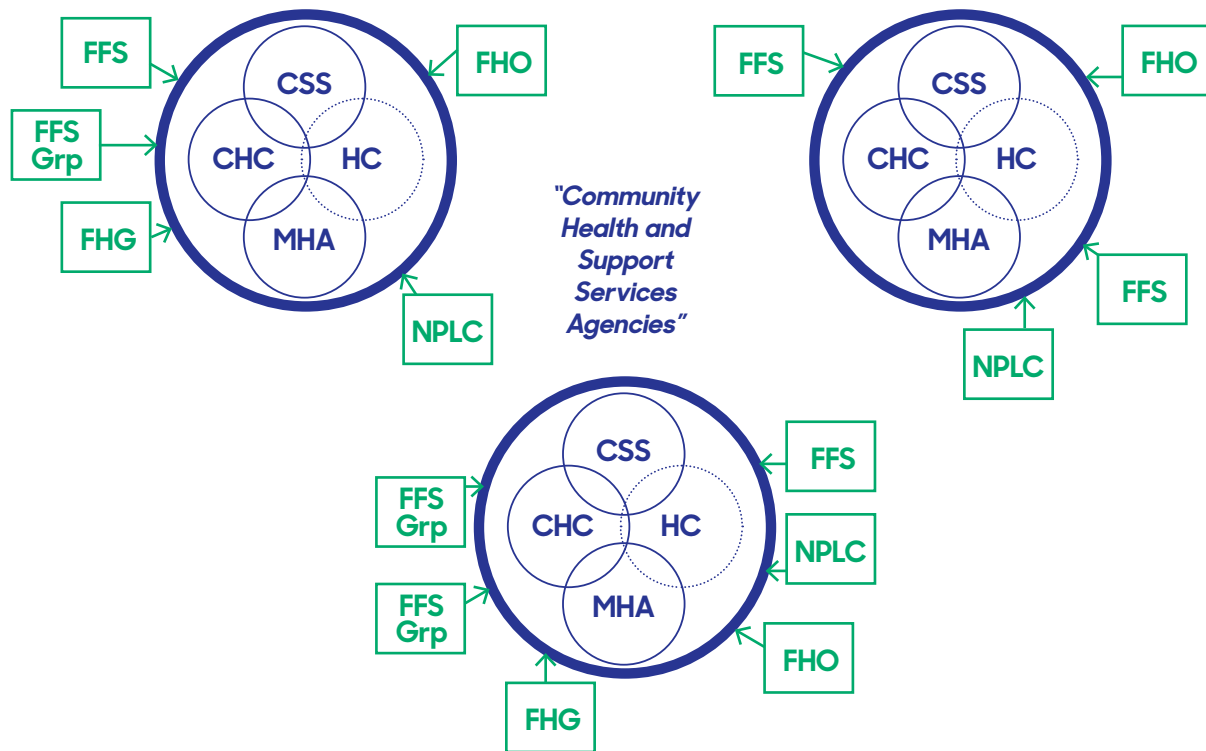 FFS
FHO
CSS
FFS
Grp
CHC
HC
FHG
MHA
NPLC
"Community
Health and
Support
Services
Agencies"
FFS
FHO
CSS
CHC
HC
MHA
FFS
NPLC
CSS
FFS
FFS
Grp
CHC
HC
NPLC
FFS
Grp
MHA
FHO
FHG